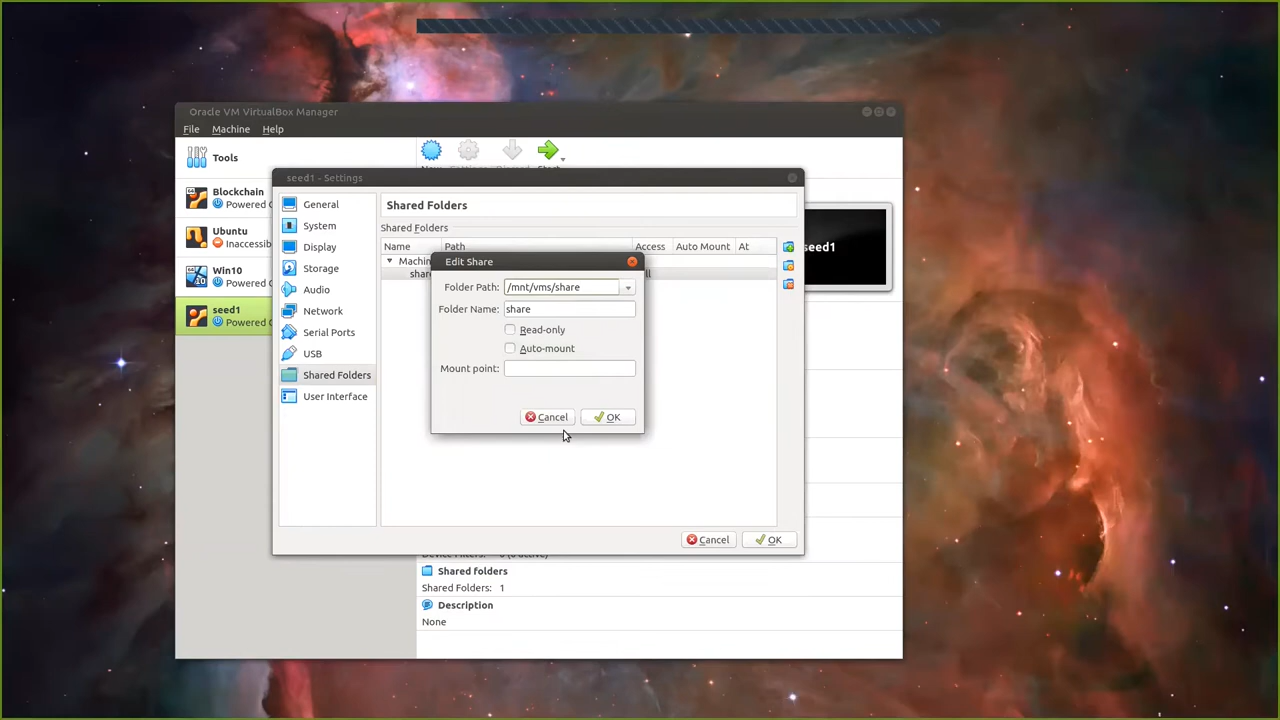 Oracle VM VirtualBox Manager
File Machine Help
Tools
Blockchain
Powered
Ubuntu
Inaccessib
Win10
Powered
seed1
Powered
seed1 - Settings
General
System
Display
Storage
Audio
Network
Serial Ports
USB
Shared Folders
User Interface
Shared Folders
Shared Folders
Name Path Access Auto Mount At
Machin
shar
seed1
Edit Share
Folder Path: /mnt/vms/share
Folder Name: share
Read-only
Auto-mount
Mount point:
Cancel OK
Cancel OK
Shared folders
Shared Folders: 1
Description
None